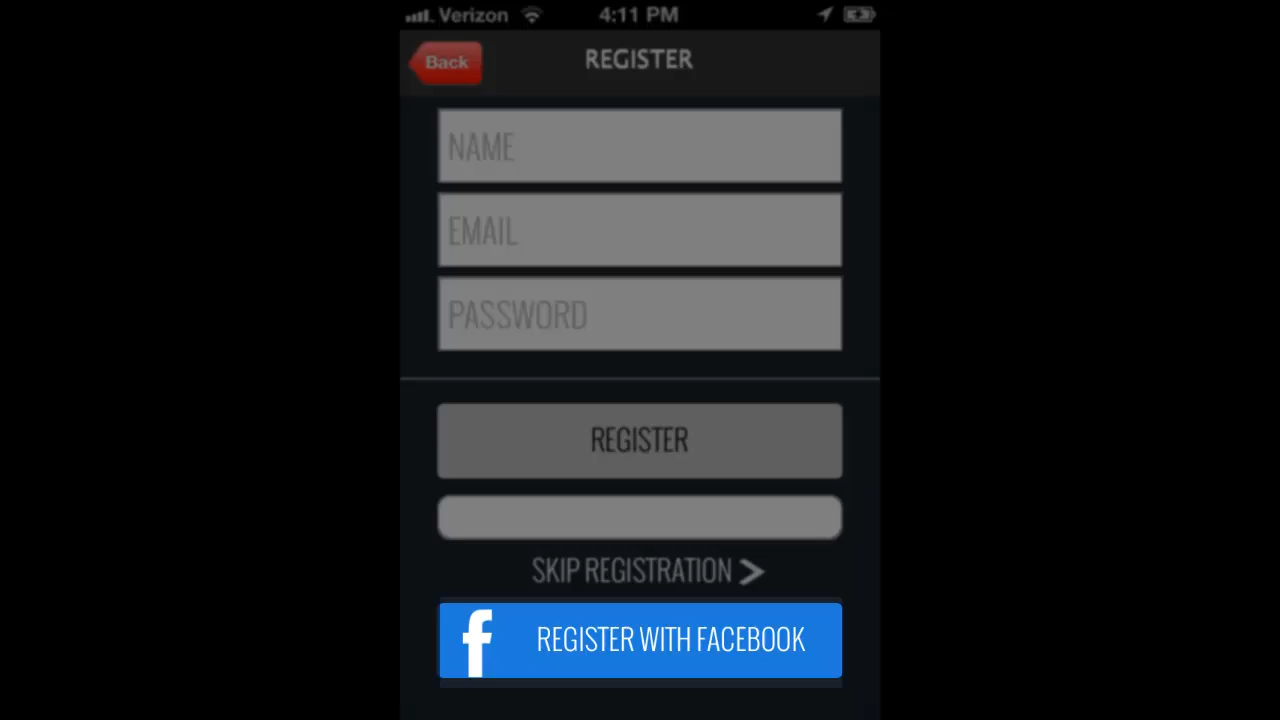 Verizon 4:11 PM
Back REGISTER
NAME
EMAIL
PASSWORD
REGISTER
SKIP REGISTRATION >
f REGISTER WITH FACEBOOK